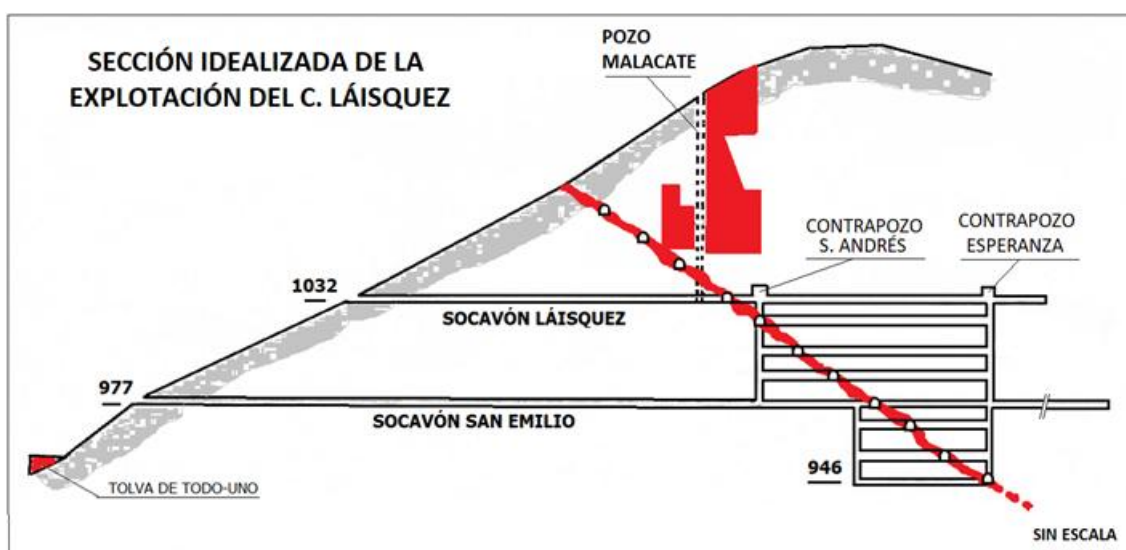 SECCIÓN IDEALIZADA DE LA
EXPLOTACIÓN DEL C. LÁISQUEZ
POZO
MALACATE
CONTRAPOZO
S. ANDRÉS
CONTRAPOZO
ESPERANZA
1032
SOCAVÓN LÁISQUEZ
977
SOCAVÓN SAN EMILIO
946
TOLVA DE TODO-UNO
SIN ESCALA